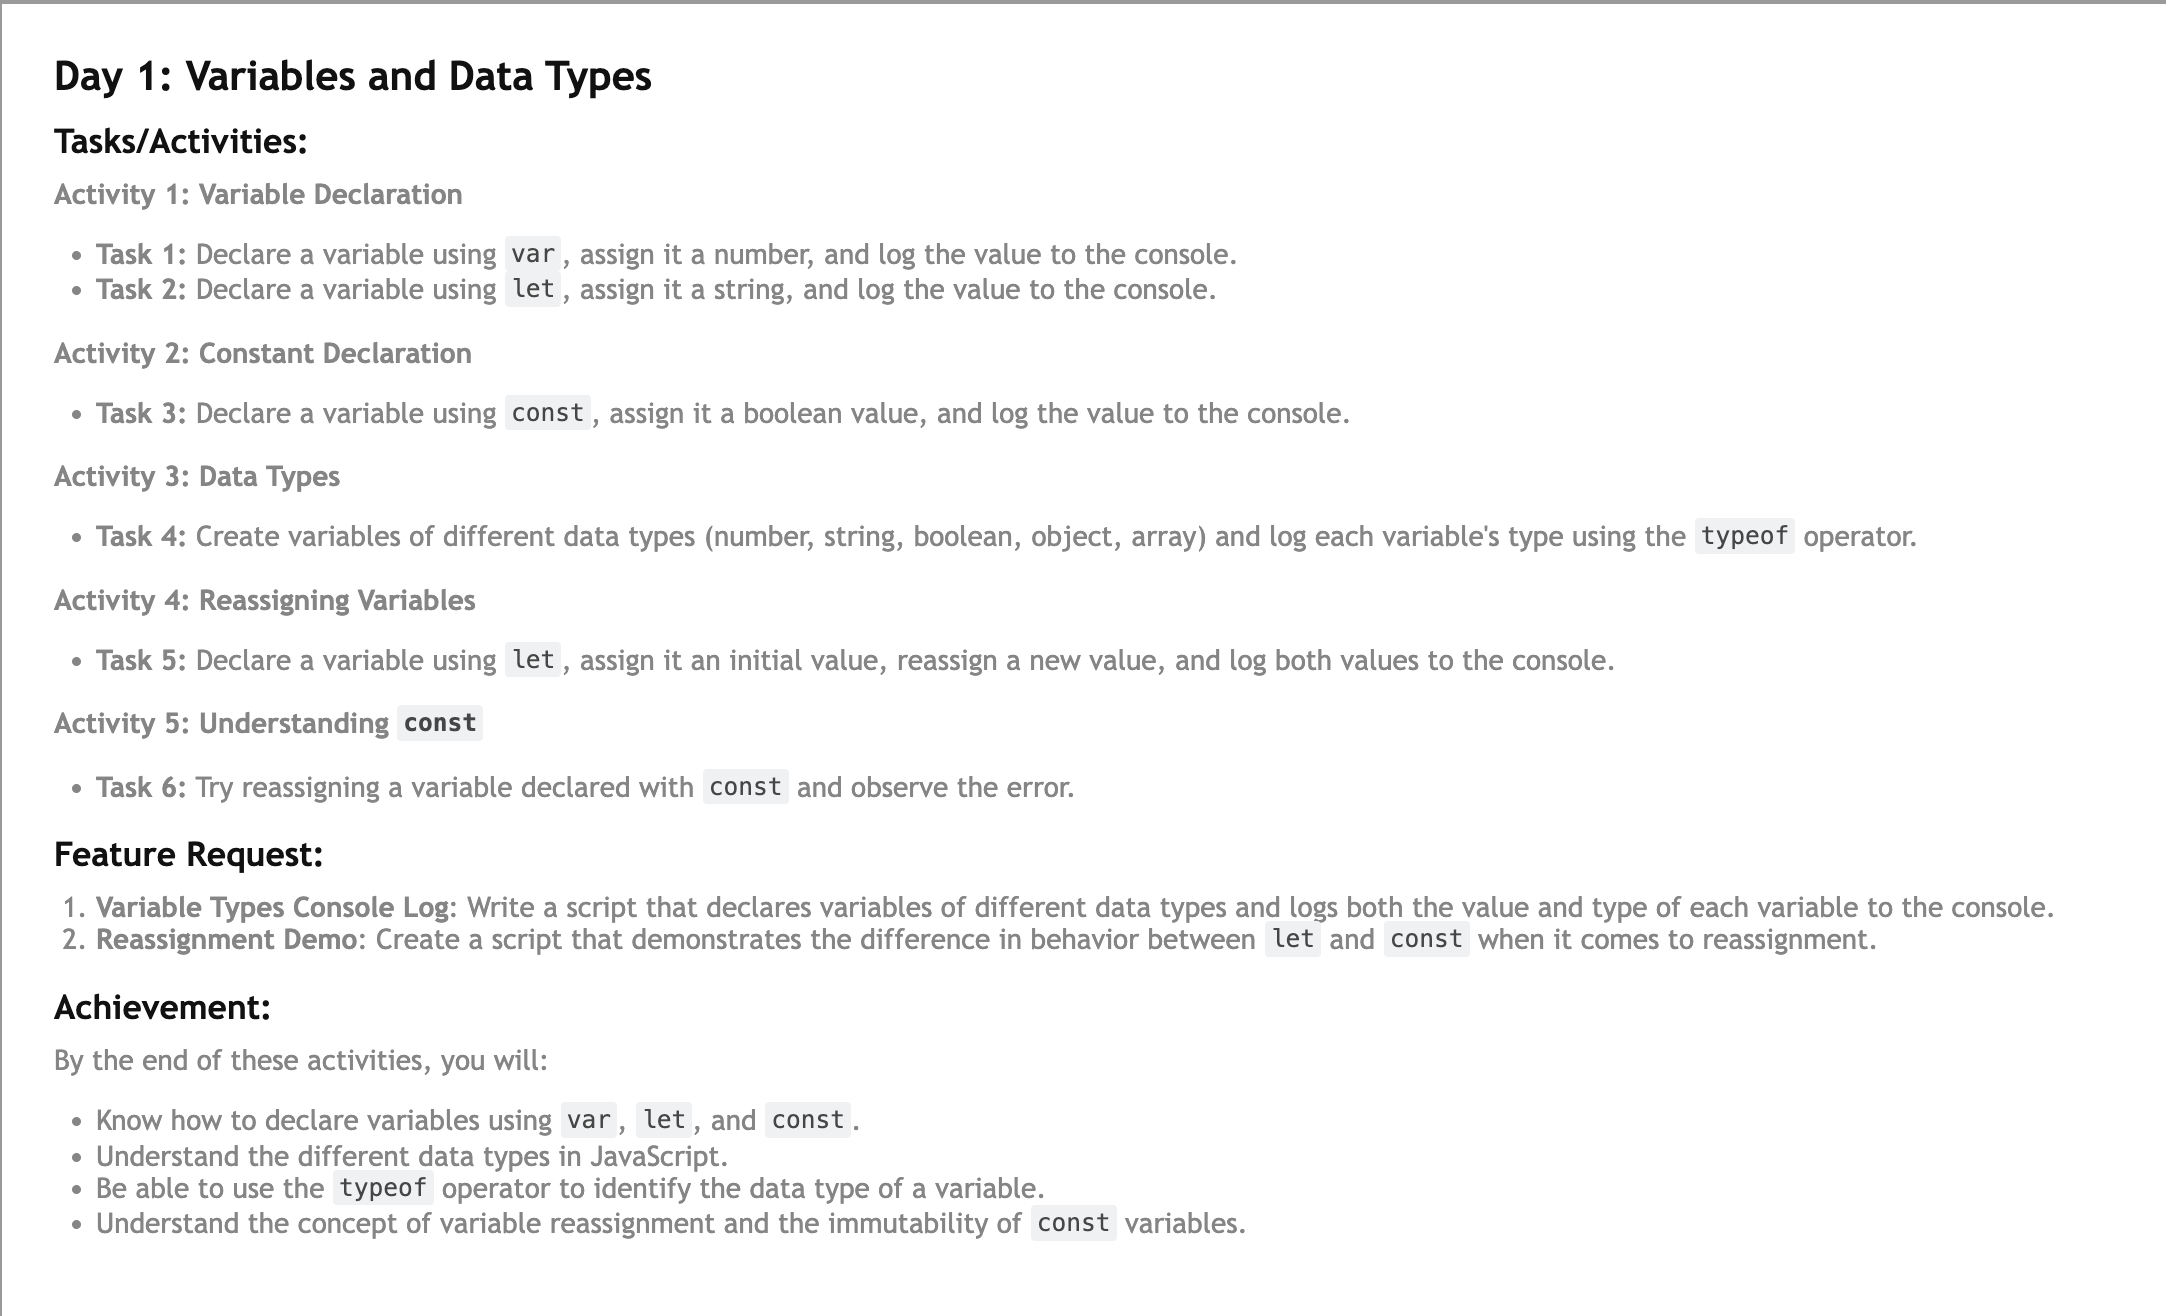 Day 1: Variables and Data Types
Tasks/Activities:
Activity 1: Variable Declaration
• Task 1: Declare a variable using var, assign it a number, and log the value to the console.
• Task 2: Declare a variable using let, assign it a string, and log the value to the console.
Activity 2: Constant Declaration
• Task 3: Declare a variable using const, assign it a boolean value, and log the value to the console.
Activity 3: Data Types
• Task 4: Create variables of different data types (number, string, boolean, object, array) and log each variable's type using the typeof operator.
Activity 4: Reassigning Variables
• Task 5: Declare a variable using let, assign it an initial value, reassign a new value, and log both values to the console.
Activity 5: Understanding const
• Task 6: Try reassigning a variable declared with const and observe the error.
Feature Request:
1. Variable Types Console Log: Write a script that declares variables of different data types and logs both the value and type of each variable to the console.
2. Reassignment Demo: Create a script that demonstrates the difference in behavior between let and const when it comes to reassignment.
Achievement:
By the end of these activities, you will:
• Know how to declare variables using var, let, and const.
• Understand the different data types in JavaScript.
• Be able to use the typeof operator to identify the data type of a variable.
• Understand the concept of variable reassignment and the immutability of const variables.